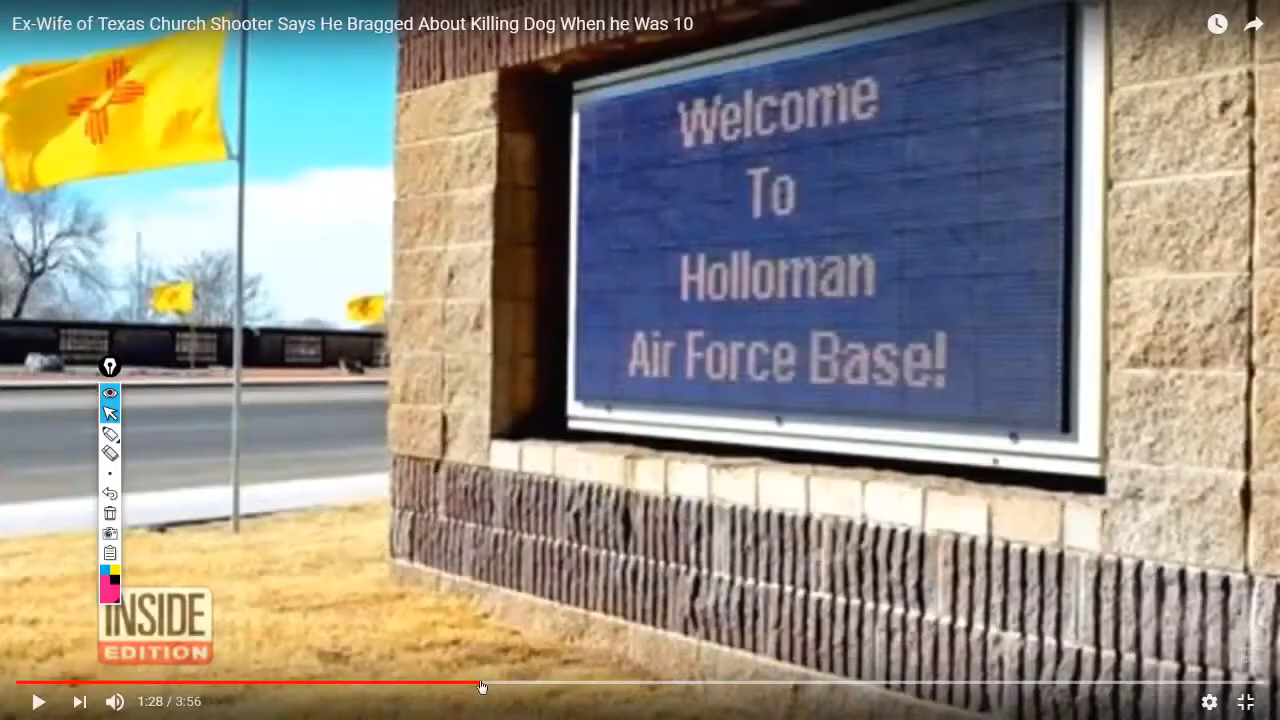 Ex-Wife of Texas Church Shooter Says He Bragged About Killing Dog When he Was 10
Welcome
To
Holloman
Air Force Base!
INSIDE
EDITION
1:28 / 3:56